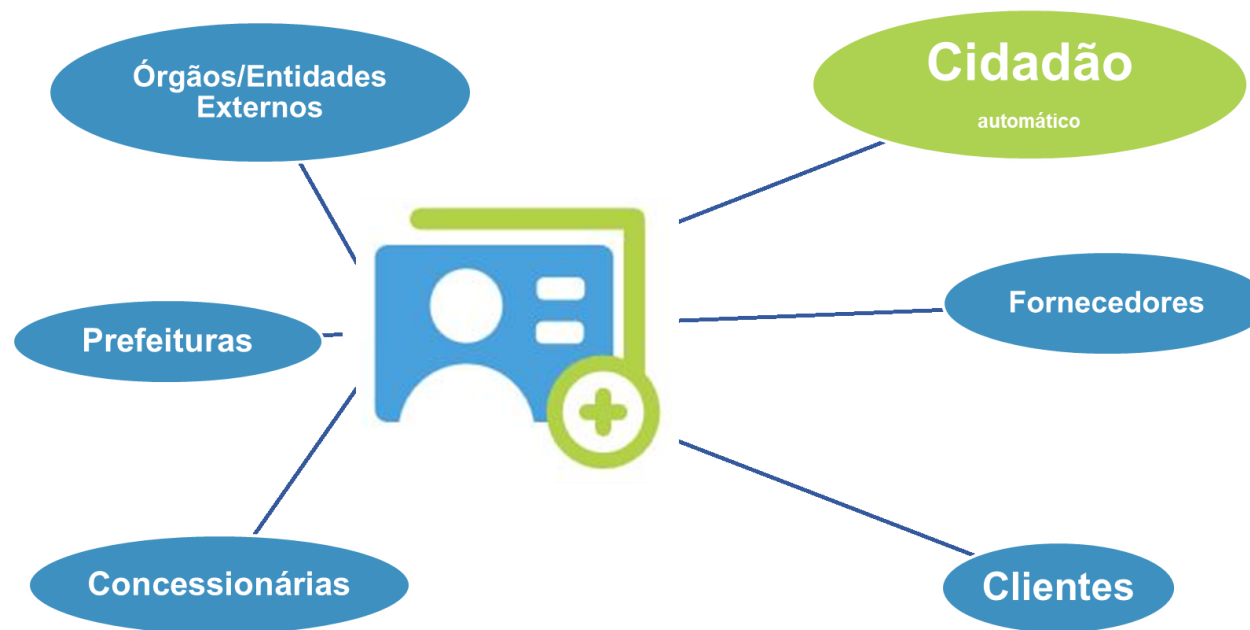 Órgãos/Entidades
Externos
Cidadão
automático
Prefeituras
Fornecedores
Concessionárias
Clientes